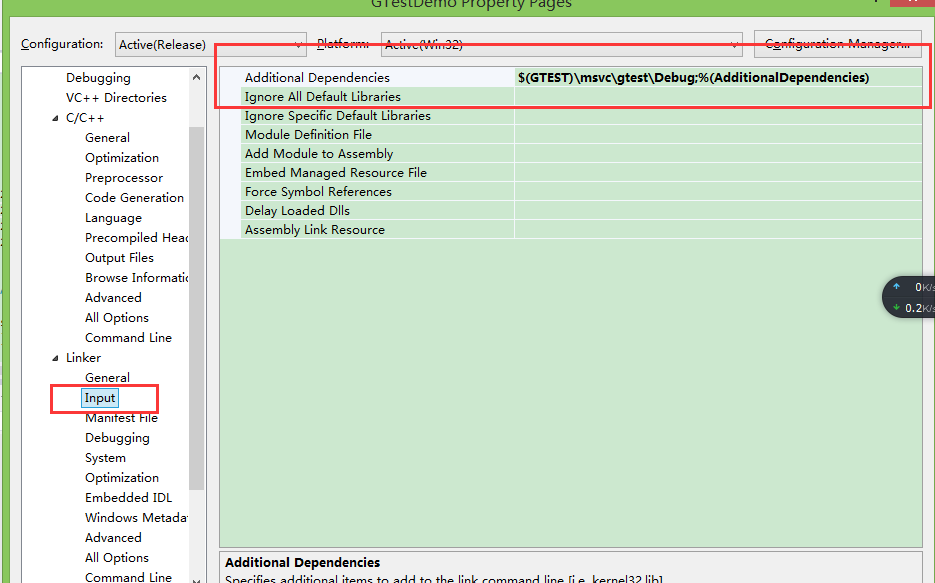 GTestDemo Property Pages
Configuration: Active(Release) Platform: Active(Win32) Configuration Manager...
Debugging
VC++ Directories
C/C++
General
Optimization
Preprocessor
Code Generation
Language
Precompiled Head
Output Files
Browse Informatic
Advanced
All Options
Command Line
Linker
General
Input
Manifest File
Debugging
System
Optimization
Embedded IDL
Windows Metadat
Advanced
All Options
Command Line
Additional Dependencies $(GTEST)\msvc\gtest\Debug;%(AdditionalDependencies)
Ignore All Default Libraries
Ignore Specific Default Libraries
Module Definition File
Add Module to Assembly
Embed Managed Resource File
Force Symbol References
Delay Loaded Dlls
Assembly Link Resource
0K/s
0.2K/s
Additional Dependencies
Specifies additional items to add to the link command line [i.e. kernel32.lib]